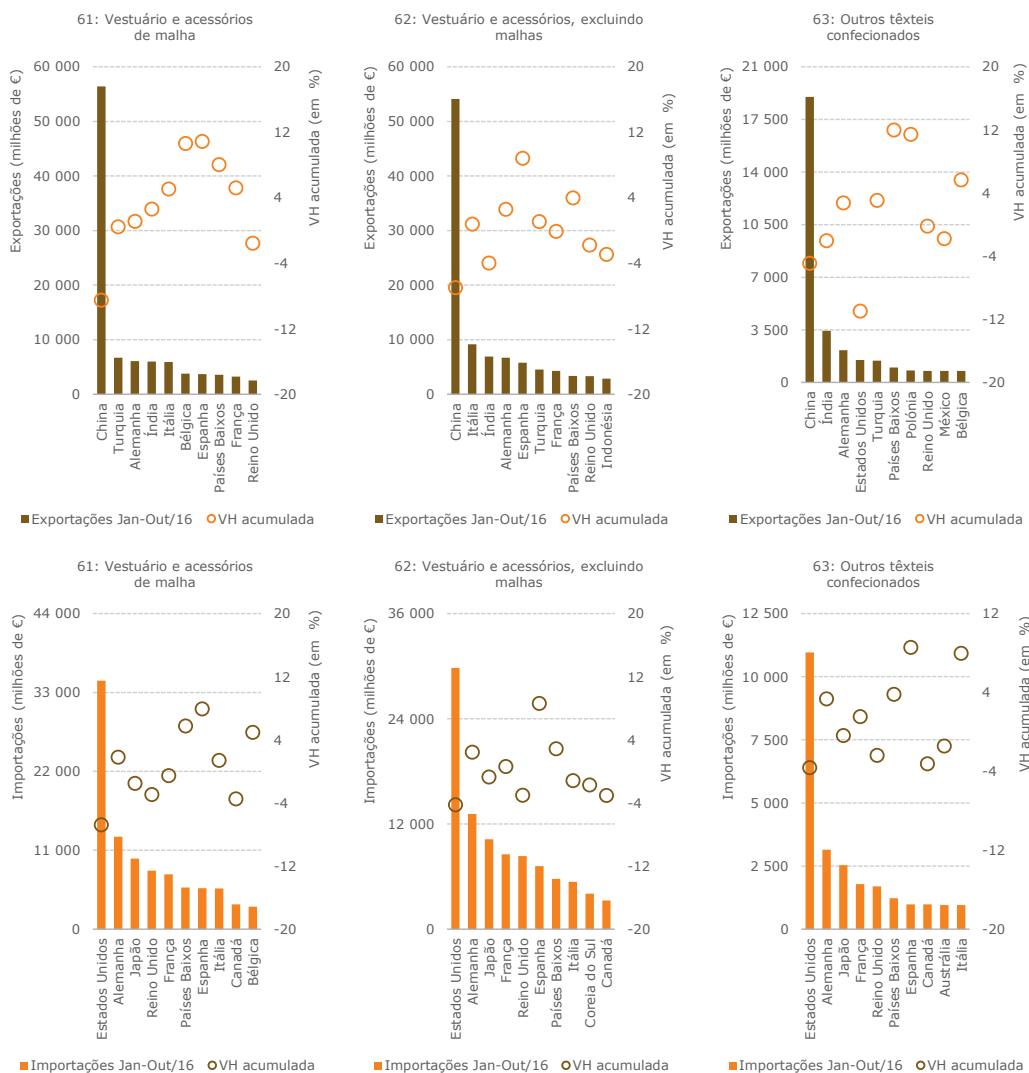 61: Vestuário e acessórios
de malha
60 000
50 000
40 000
30 000
20 000
10 000
0
20
12
4
-4
-12
-20
Exportações (milhões de €)
VH acumulada (em %)
China
Turquia
Alemanha
Índia
Itália
Bélgica
Espanha
Países Baixos
França
Reino Unido
Exportações Jan-Out/16 VH acumulada
62: Vestuário e acessórios, excluindo
malhas
60 000
50 000
40 000
30 000
20 000
10 000
0
20
12
4
-4
-12
-20
Exportações (milhões de €)
VH acumulada (em %)
China
Itália
Índia
Alemanha
Espanha
Turquia
França
Países Baixos
Reino Unido
Indonésia
Exportações Jan-Out/16 VH acumulada
63: Outros têxteis
confecionados
21 000
17 500
14 000
10 500
7 000
3 500
0
20
12
4
-4
-12
-20
Exportações (milhões de €)
VH acumulada (em %)
China
Índia
Alemanha
Estados Unidos
Turquia
Países Baixos
Polónia
Reino Unido
México
Bélgica
Exportações Jan-Out/16 VH acumulada
61: Vestuário e acessórios
de malha
44 000
33 000
22 000
11 000
0
20
12
4
-4
-12
-20
Importações (milhões de €)
VH acumulada (em %)
Estados Unidos
Alemanha
Japão
Reino Unido
França
Países Baixos
Espanha
Itália
Canadá
Bélgica
Importações Jan-Out/16 VH acumulada
62: Vestuário e acessórios, excluindo
malhas
36 000
24 000
12 000
0
20
12
4
-4
-12
-20
Importações (milhões de €)
VH acumulada (em %)
Estados Unidos
Alemanha
Japão
França
Reino Unido
Espanha
Países Baixos
Itália
Coreia do Sul
Canadá
Importações Jan-Out/16 VH acumulada
63: Outros têxteis
confecionados
12 500
10 000
7 500
5 000
2 500
0
12
4
-4
-12
-20
Importações (milhões de €)
VH acumulada (em %)
Estados Unidos
Alemanha
Japão
França
Reino Unido
Países Baixos
Espanha
Canadá
Austrália
Itália
Importações Jan-Out/16 VH acumulada